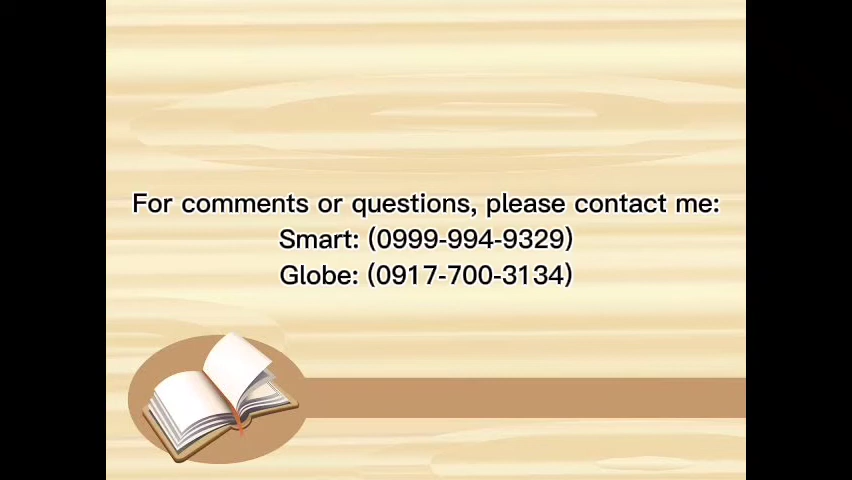 For comments or questions, please contact me:
Smart: (0999-994-9329)
Globe: (0917-700-3134)